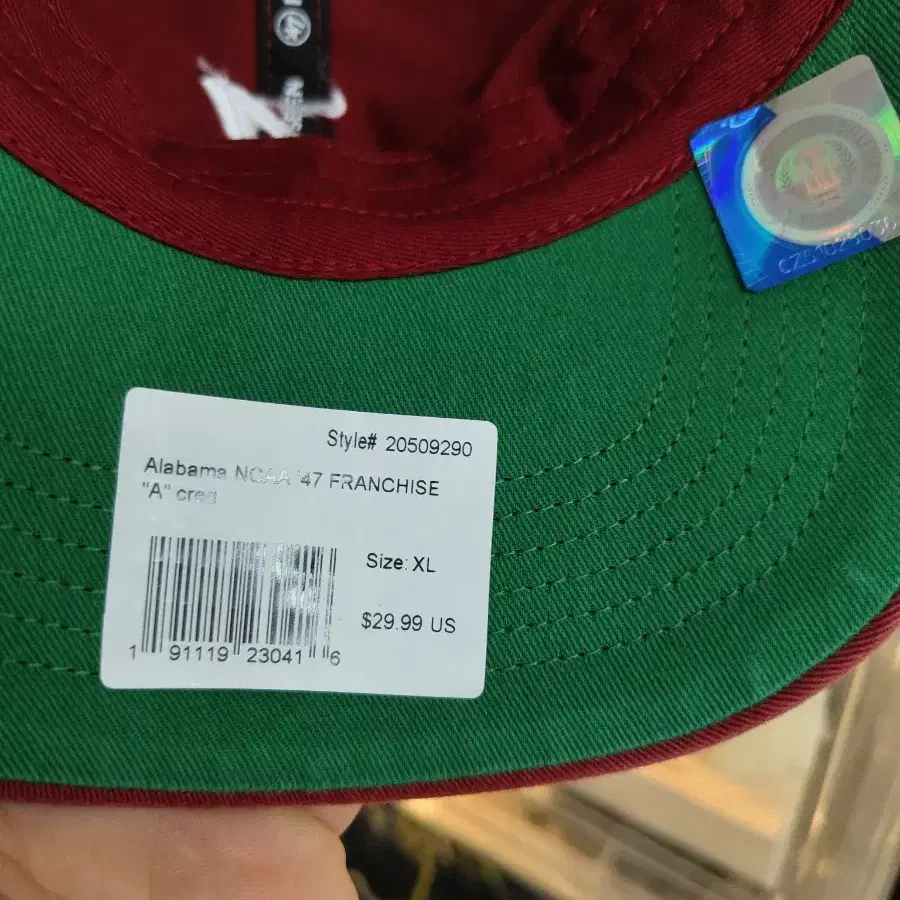 Style# 20509290
Alabama NCAA '47 FRANCHISE
"A" cred
Size: XL
$29.99 US
1 91119 23041 6